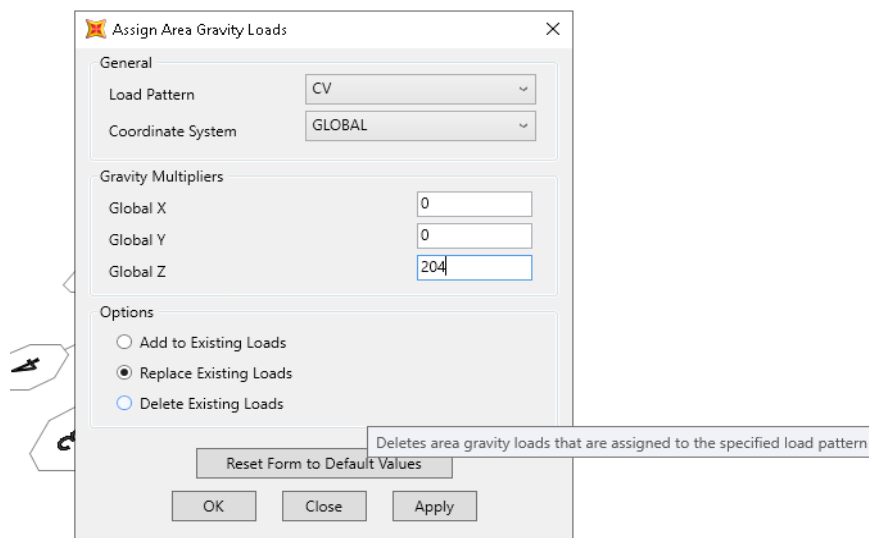 Assign Area Gravity Loads
General
Load Pattern CV
Coordinate System GLOBAL
Gravity Multipliers
Global X 0
Global Y 0
Global Z 204
Options
Add to Existing Loads
Replace Existing Loads
Delete Existing Loads
4
Deletes area gravity loads that are assigned to the specified load pattern
Reset Form to Default Values
OK Close Apply